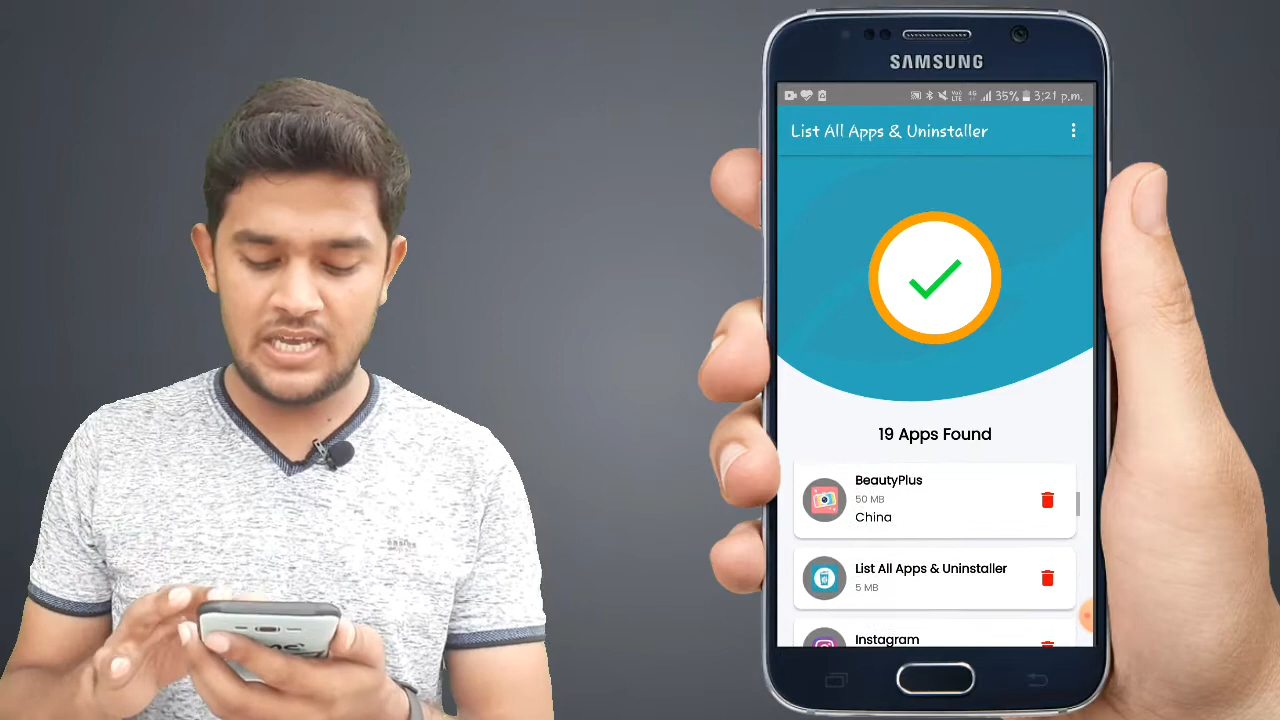 SAMSUNG
35% 3:21 p.m.
List All Apps & Uninstaller
19 Apps Found
BeautyPlus
50 MB
China
List All Apps & Uninstaller
5 MB
Instagram